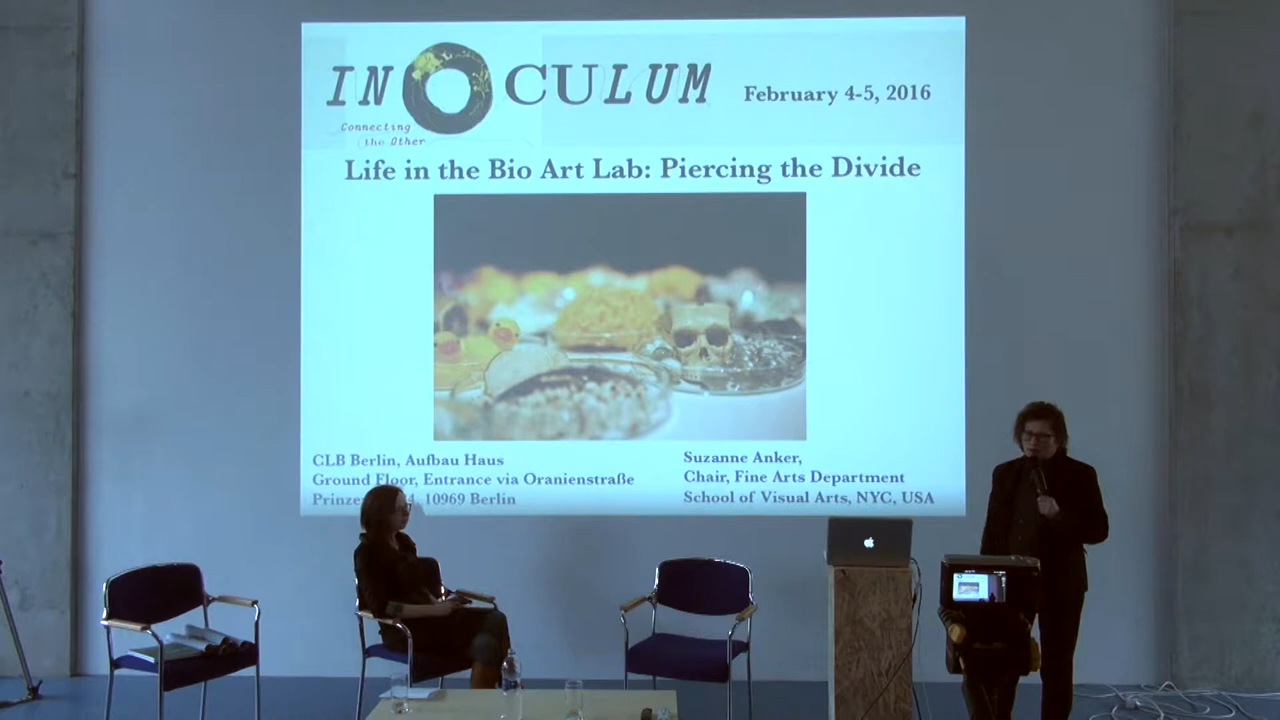 INOCULUM
February 4-5, 2016
Connecting
the Other
Life in the Bio Art Lab: Piercing the Divide
CLB Berlin, Aufbau Haus
Ground Floor, Entrance via Oranienstraße
10969 Berlin
Suzanne Anker,
Chair, Fine Arts Department
School of Visual Arts, NYC, USA